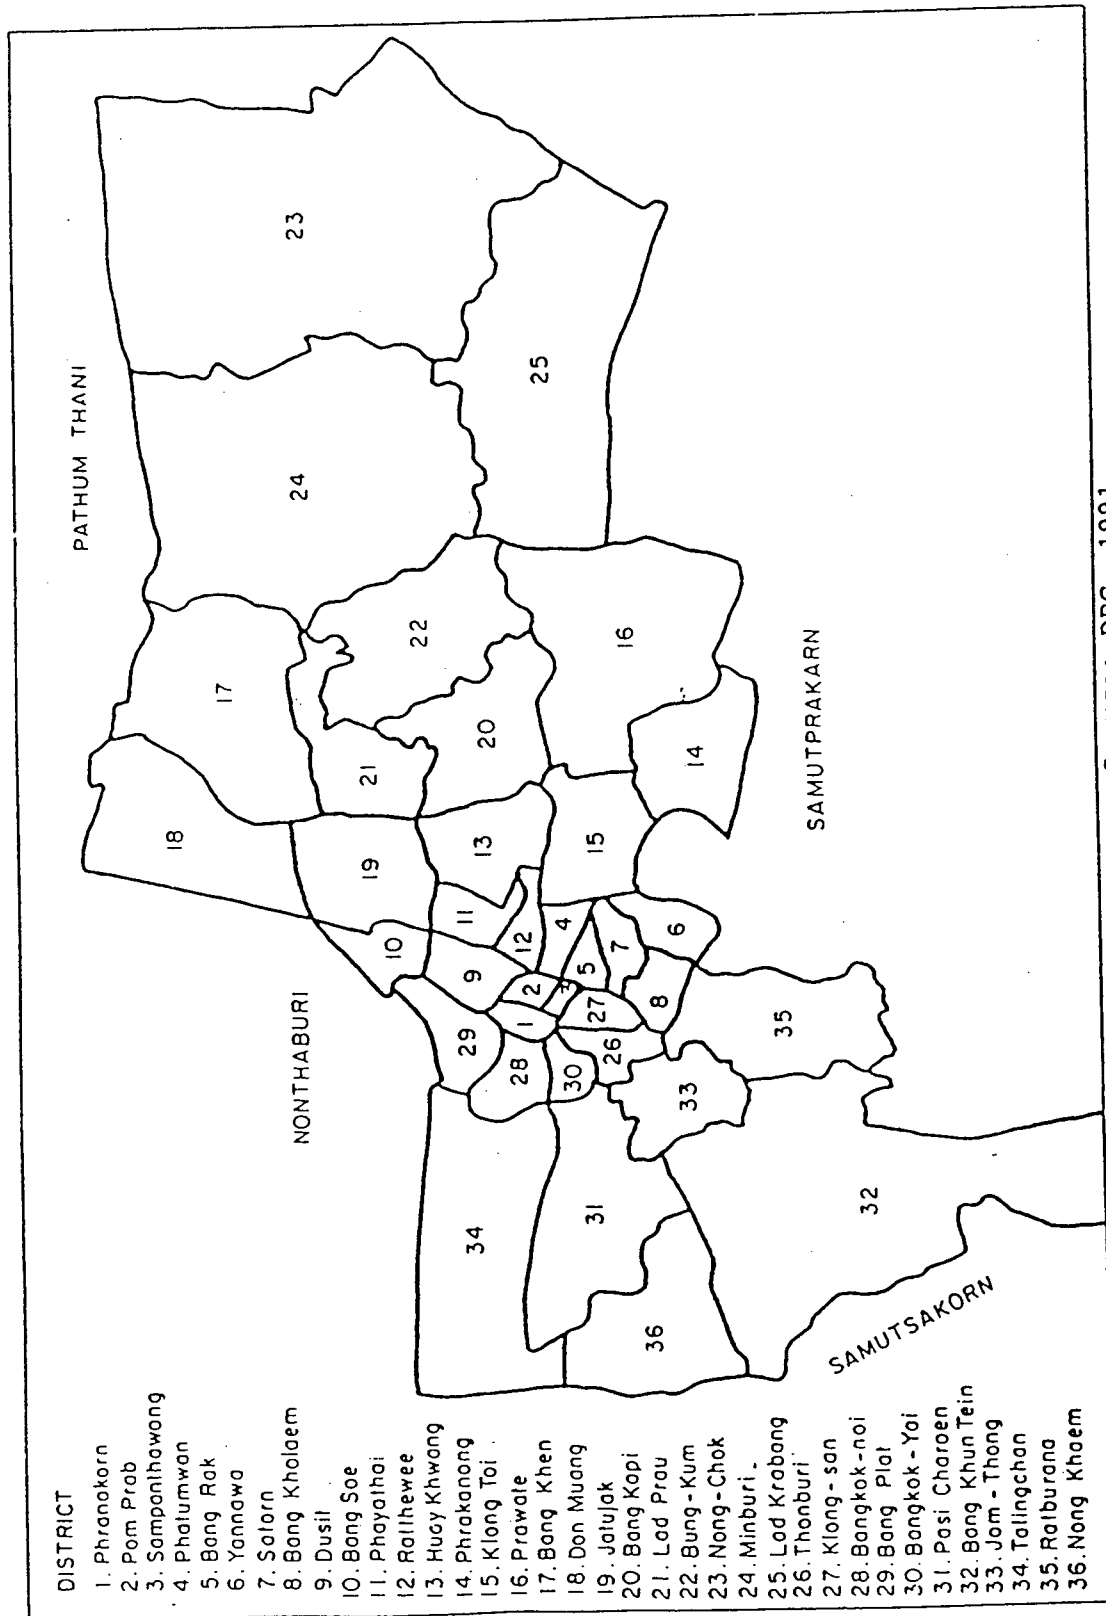 DISTRICT
1. Phranakorn
2. Pom Prab
3. Sampanthawong
4. Phatumwan
5. Bang Rak
6. Yannawa
7. Satorn
8. Bang Kholaem
9. Dusit
10. Bang Soe
11. Phayathai
12. Ratthewee
13. Huay Khwang
14. Phrakanong
15. Klong Toi
16. Prawate
17. Bang Khen
18. Don Muang
19. Jatujak
20. Bang Kapi
21. Lad Prau
22. Bung-Kum
23. Nong-Chok
24. Minburi
25. Lad Krabang
26. Thonburi
27. Klong-san
28. Bangkok-noi
29. Bang Plat
30. Bangkok-Yai
31. Pasi Charoen
32. Bang Khun Tein
33. Jom-Thong
34. Talingchan
35. Ratburana
36. Nong Khaem
PATHUM THANI
NONTHABURI
SAMUTPRAKARN
SAMUTSAKORN
18
17
24
23
10
19
21
22
29
9
11
13
20
34
28
1
2
12
4
25
30
27
5
15
16
31
26
7
36
33
8
6
14
35
32
1991